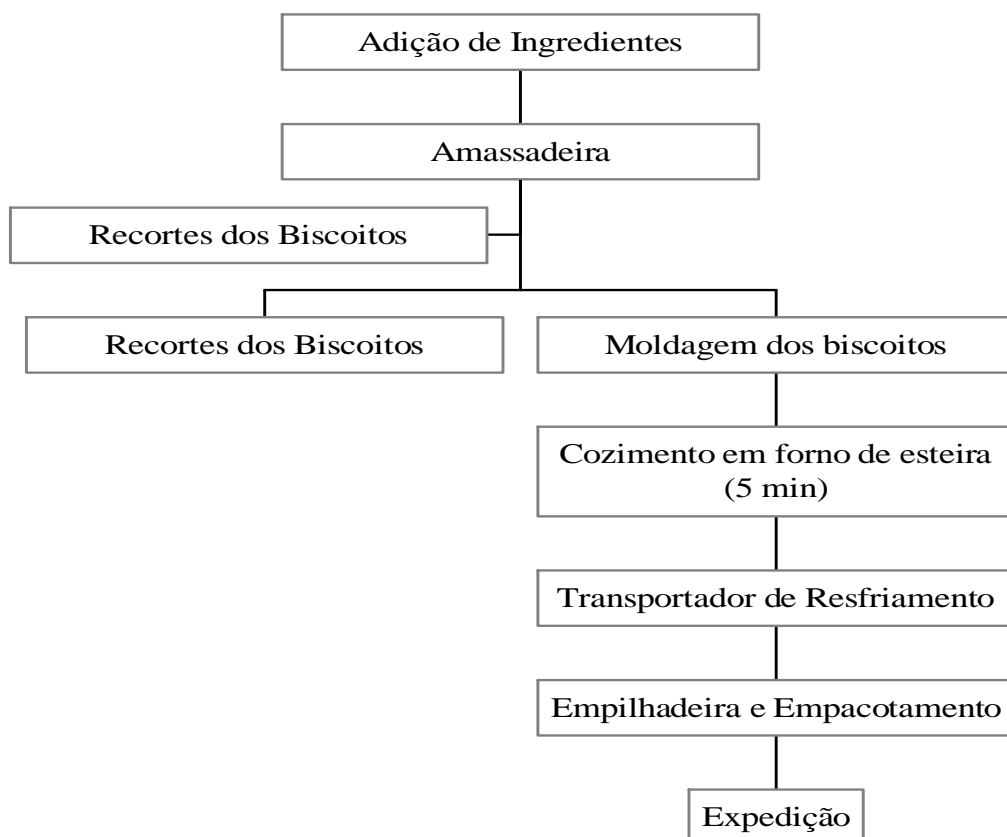 Adição de Ingredientes
Amassadeira
Recortes dos Biscoitos
Recortes dos Biscoitos
Moldagem dos biscoitos
Cozimento em forno de esteira
(5 min)
Transportador de Resfriamento
Empilhadeira e Empacotamento
Expedição